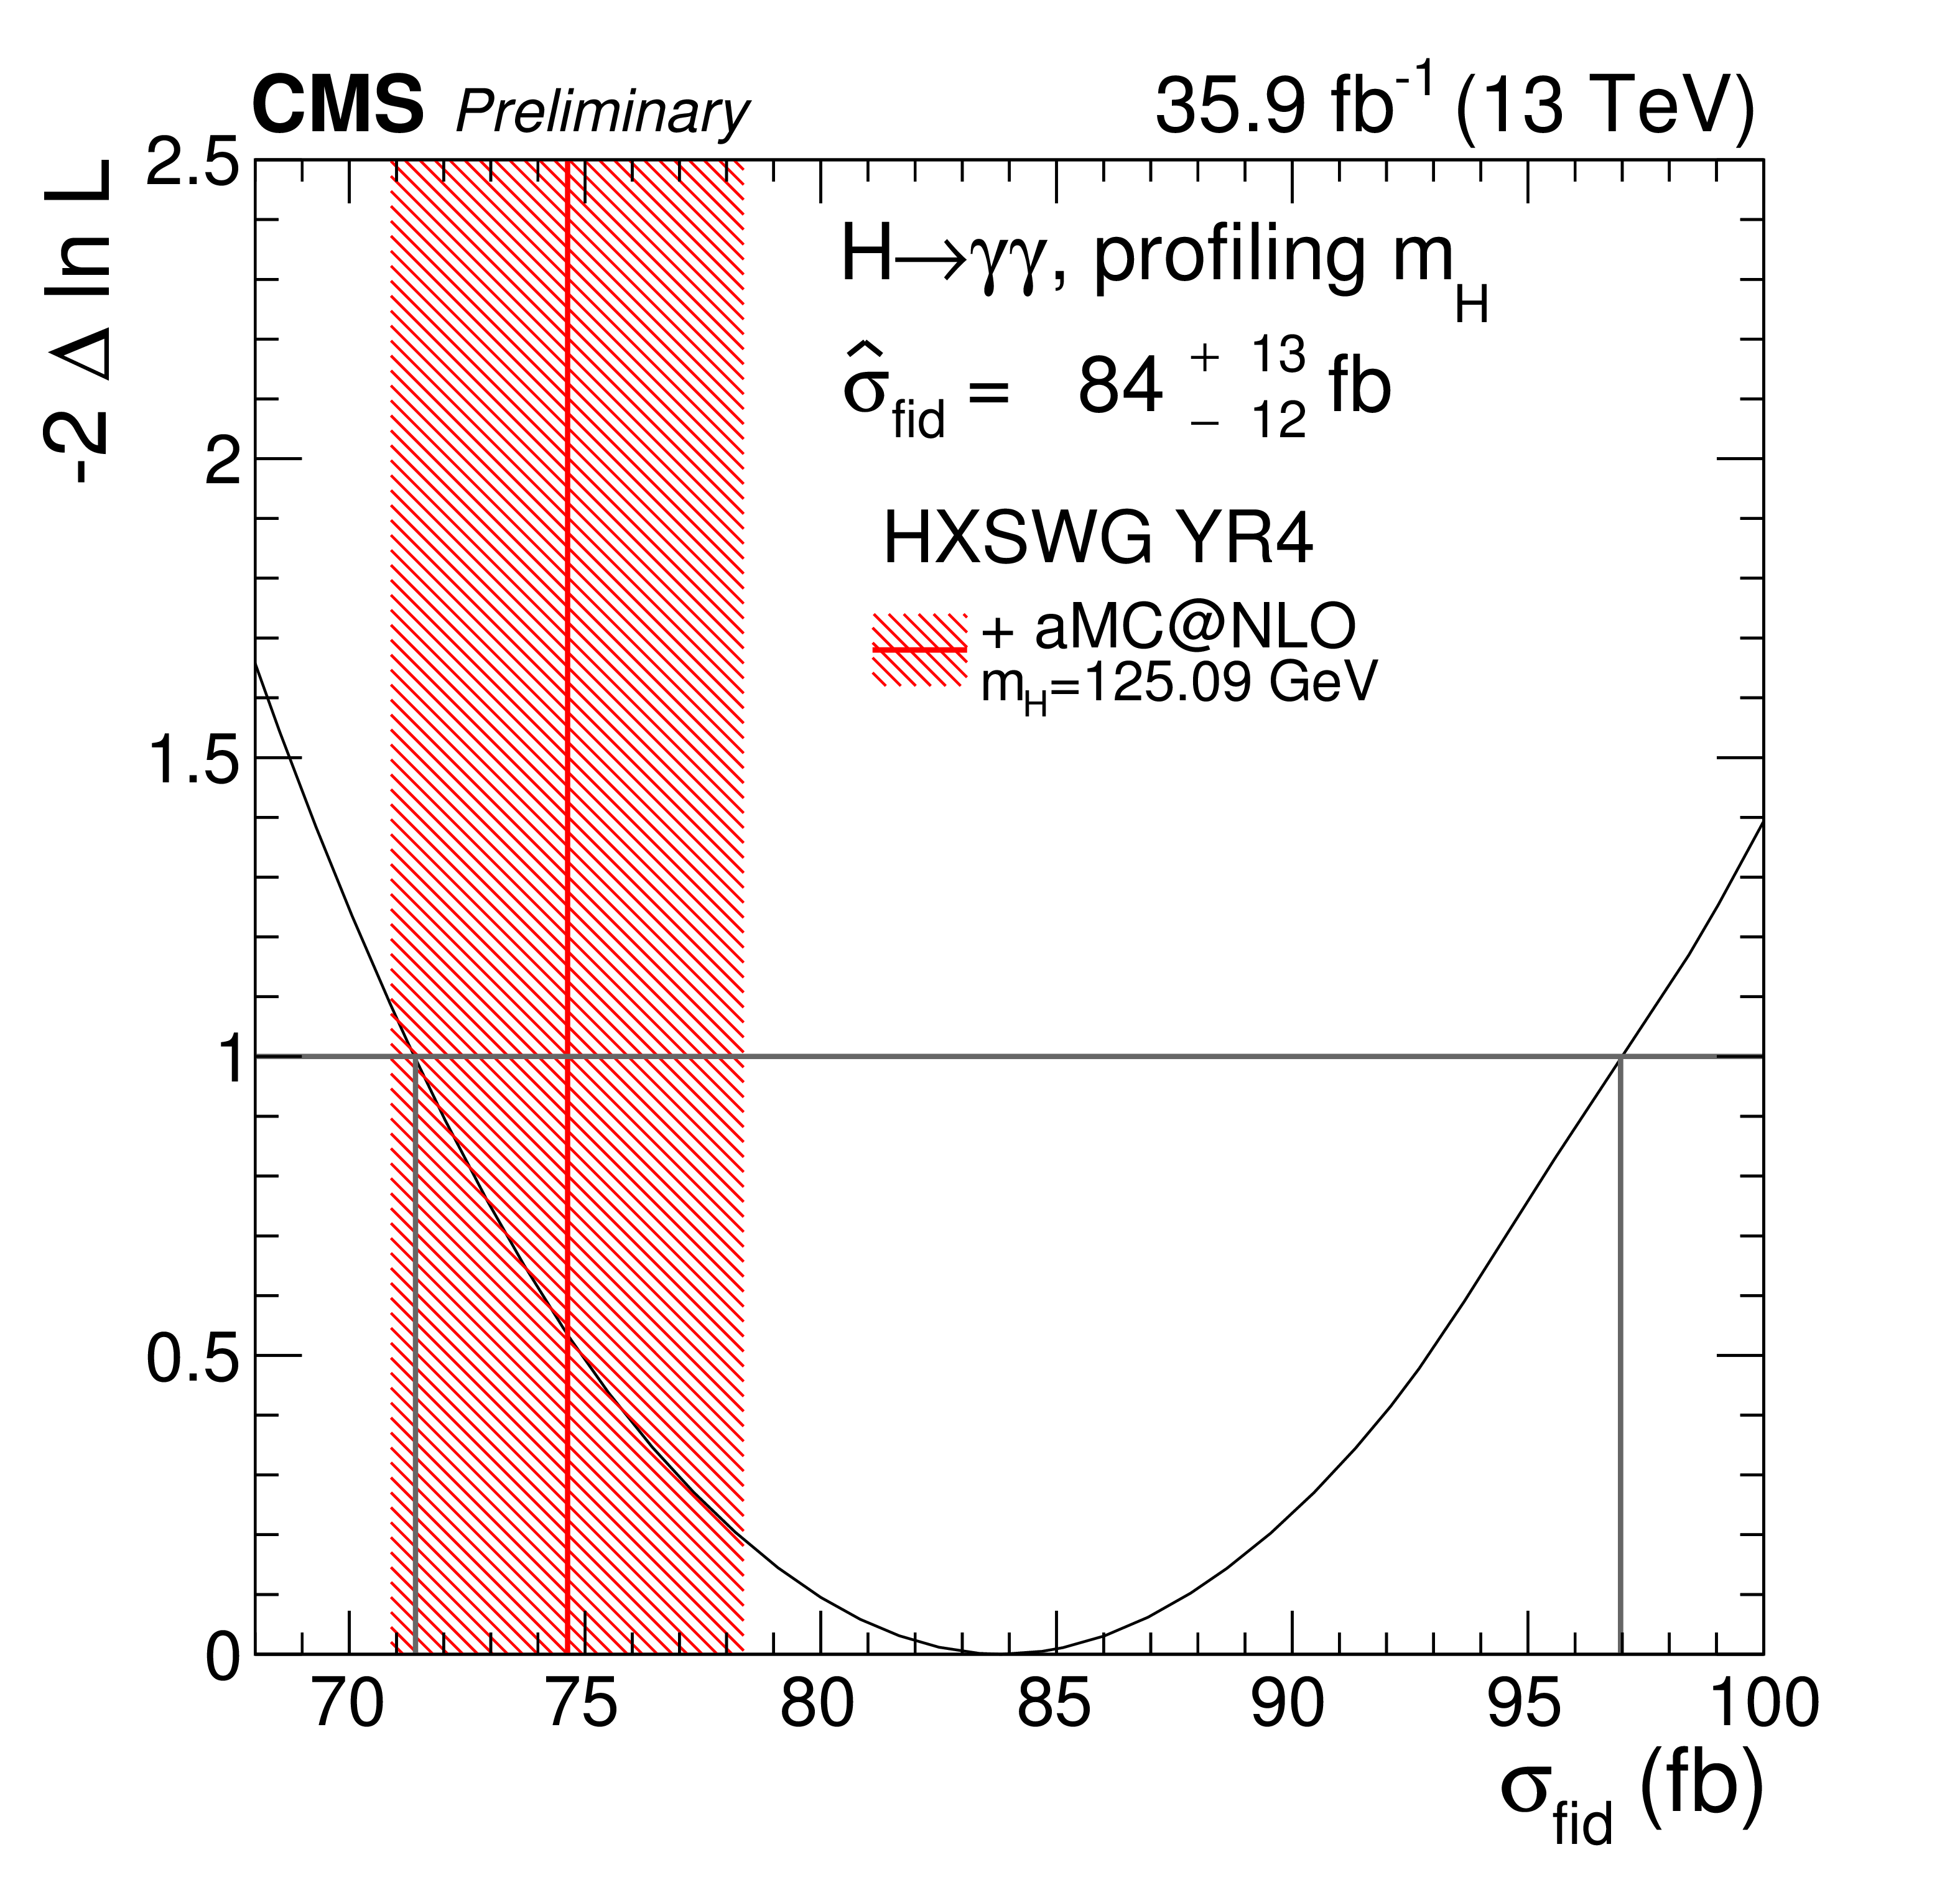 CMS Preliminary 35.9 fb-1 (13 TeV)
-2 Δ ln L
2.5
2
1.5
1
0.5
0
H→γγ, profiling mH
σ̂fid = 84 + 13 − 12 fb
HXSWG YR4
+ aMC@NLO
mH=125.09 GeV
70 75 80 85 90 95 100
σfid (fb)